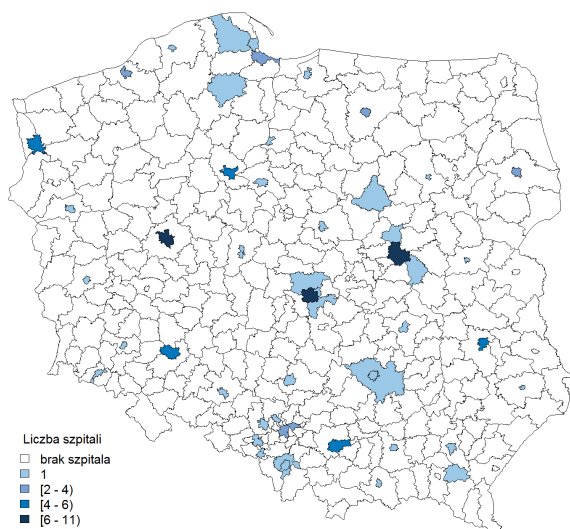 Liczba szpitali
brak szpitala
1
[2 - 4)
[4 - 6)
[6 - 11)